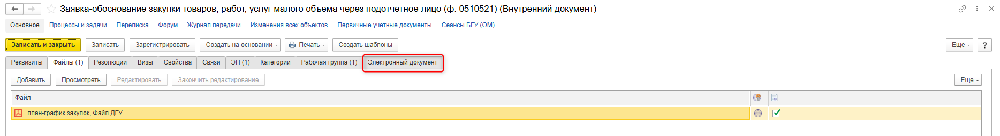 Заявка-обоснование закупки товаров, работ, услуг малого объема через подотчетное лицо (ф. 0510521) (Внутренний документ)
Основное Процессы и задачи Переписка Форум Журнал передачи Изменения всех объектов Первичные учетные документы Сеансы БГУ (ОМ)
Записать и закрыть Записать Зарегистрировать Создать на основании Печать Создать шаблоны Еще ?
Реквизиты Файлы (1) Резолюции Визы Свойства Связи ЭП (1) Категории Рабочая группа (1) Электронный документ
Добавить Просмотреть Редактировать Закончить редактирование Еще
Файл
план-график закупок, Файл ДГУ